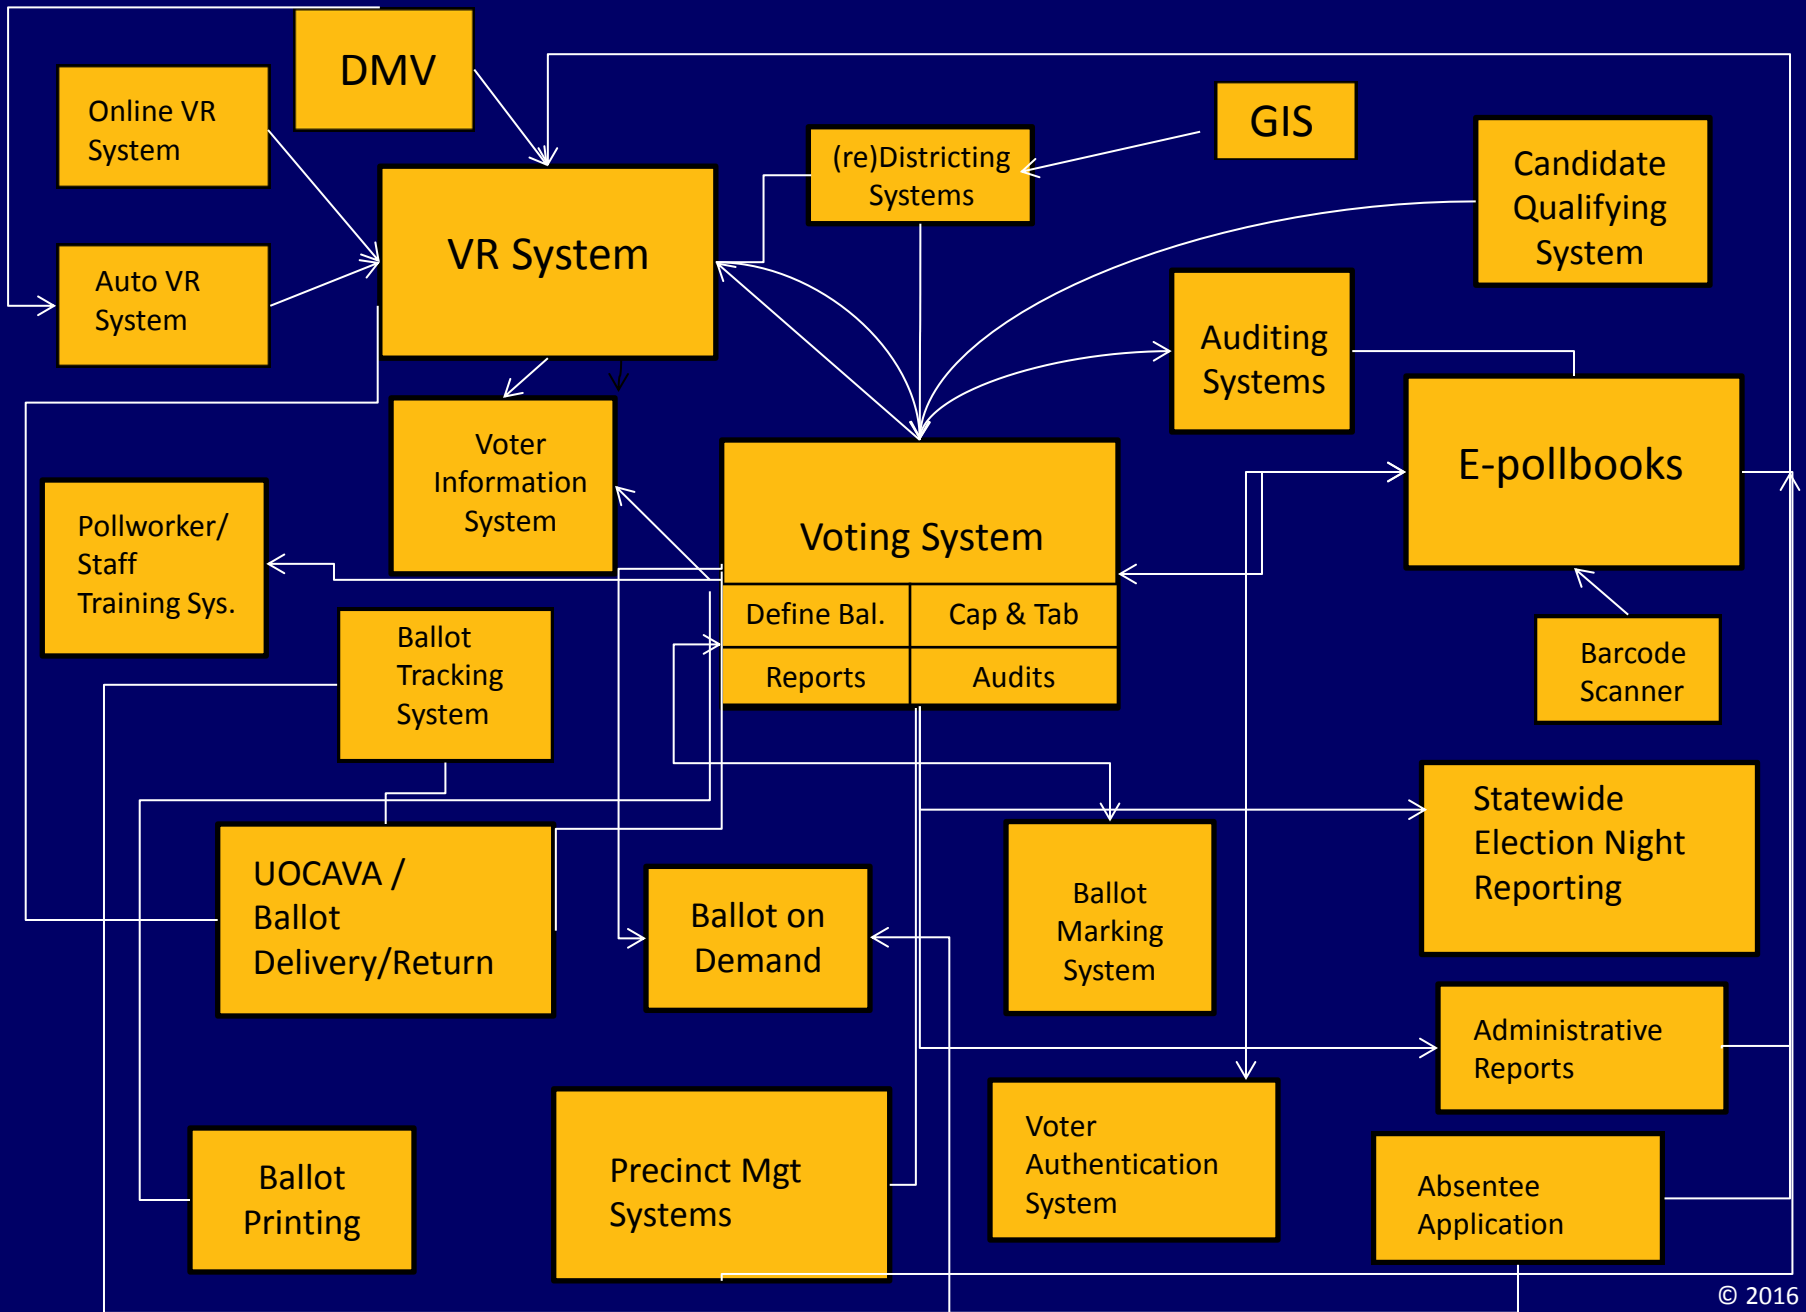 DMV
Online VR
System
GIS
(re)Districting
Systems
Candidate
Qualifying
System
VR System
Auto VR
System
Auditing
Systems
Voter
Information
System
E-pollbooks
Pollworker/
Staff
Training Sys.
Voting System
Define Bal.
Cap & Tab
Reports
Audits
Ballot
Tracking
System
Barcode
Scanner
Statewide
Election Night
Reporting
UOCAVA /
Ballot
Delivery/Return
Ballot on
Demand
Ballot
Marking
System
Administrative
Reports
Ballot
Printing
Precinct Mgt
Systems
Voter
Authentication
System
Absentee
Application
© 2016